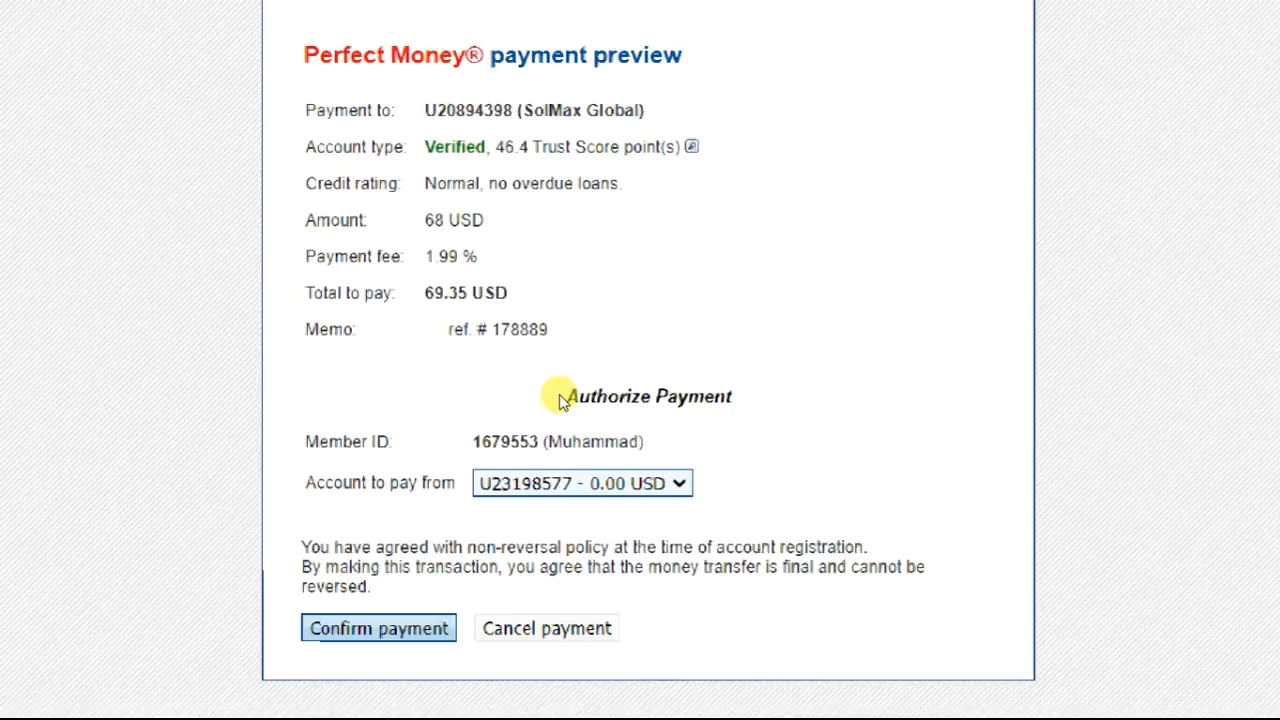 Perfect Money® payment preview
Payment to: U20894398 (SolMax Global)
Account type: Verified, 46.4 Trust Score point(s)
Credit rating: Normal, no overdue loans.
Amount: 68 USD
Payment fee: 1.99 %
Total to pay: 69.35 USD
Memo: ref. # 178889
Authorize Payment
Member ID: 1679553 (Muhammad)
Account to pay from U23198577 - 0.00 USD
You have agreed with non-reversal policy at the time of account registration.
By making this transaction, you agree that the money transfer is final and cannot be
reversed.
Confirm payment Cancel payment